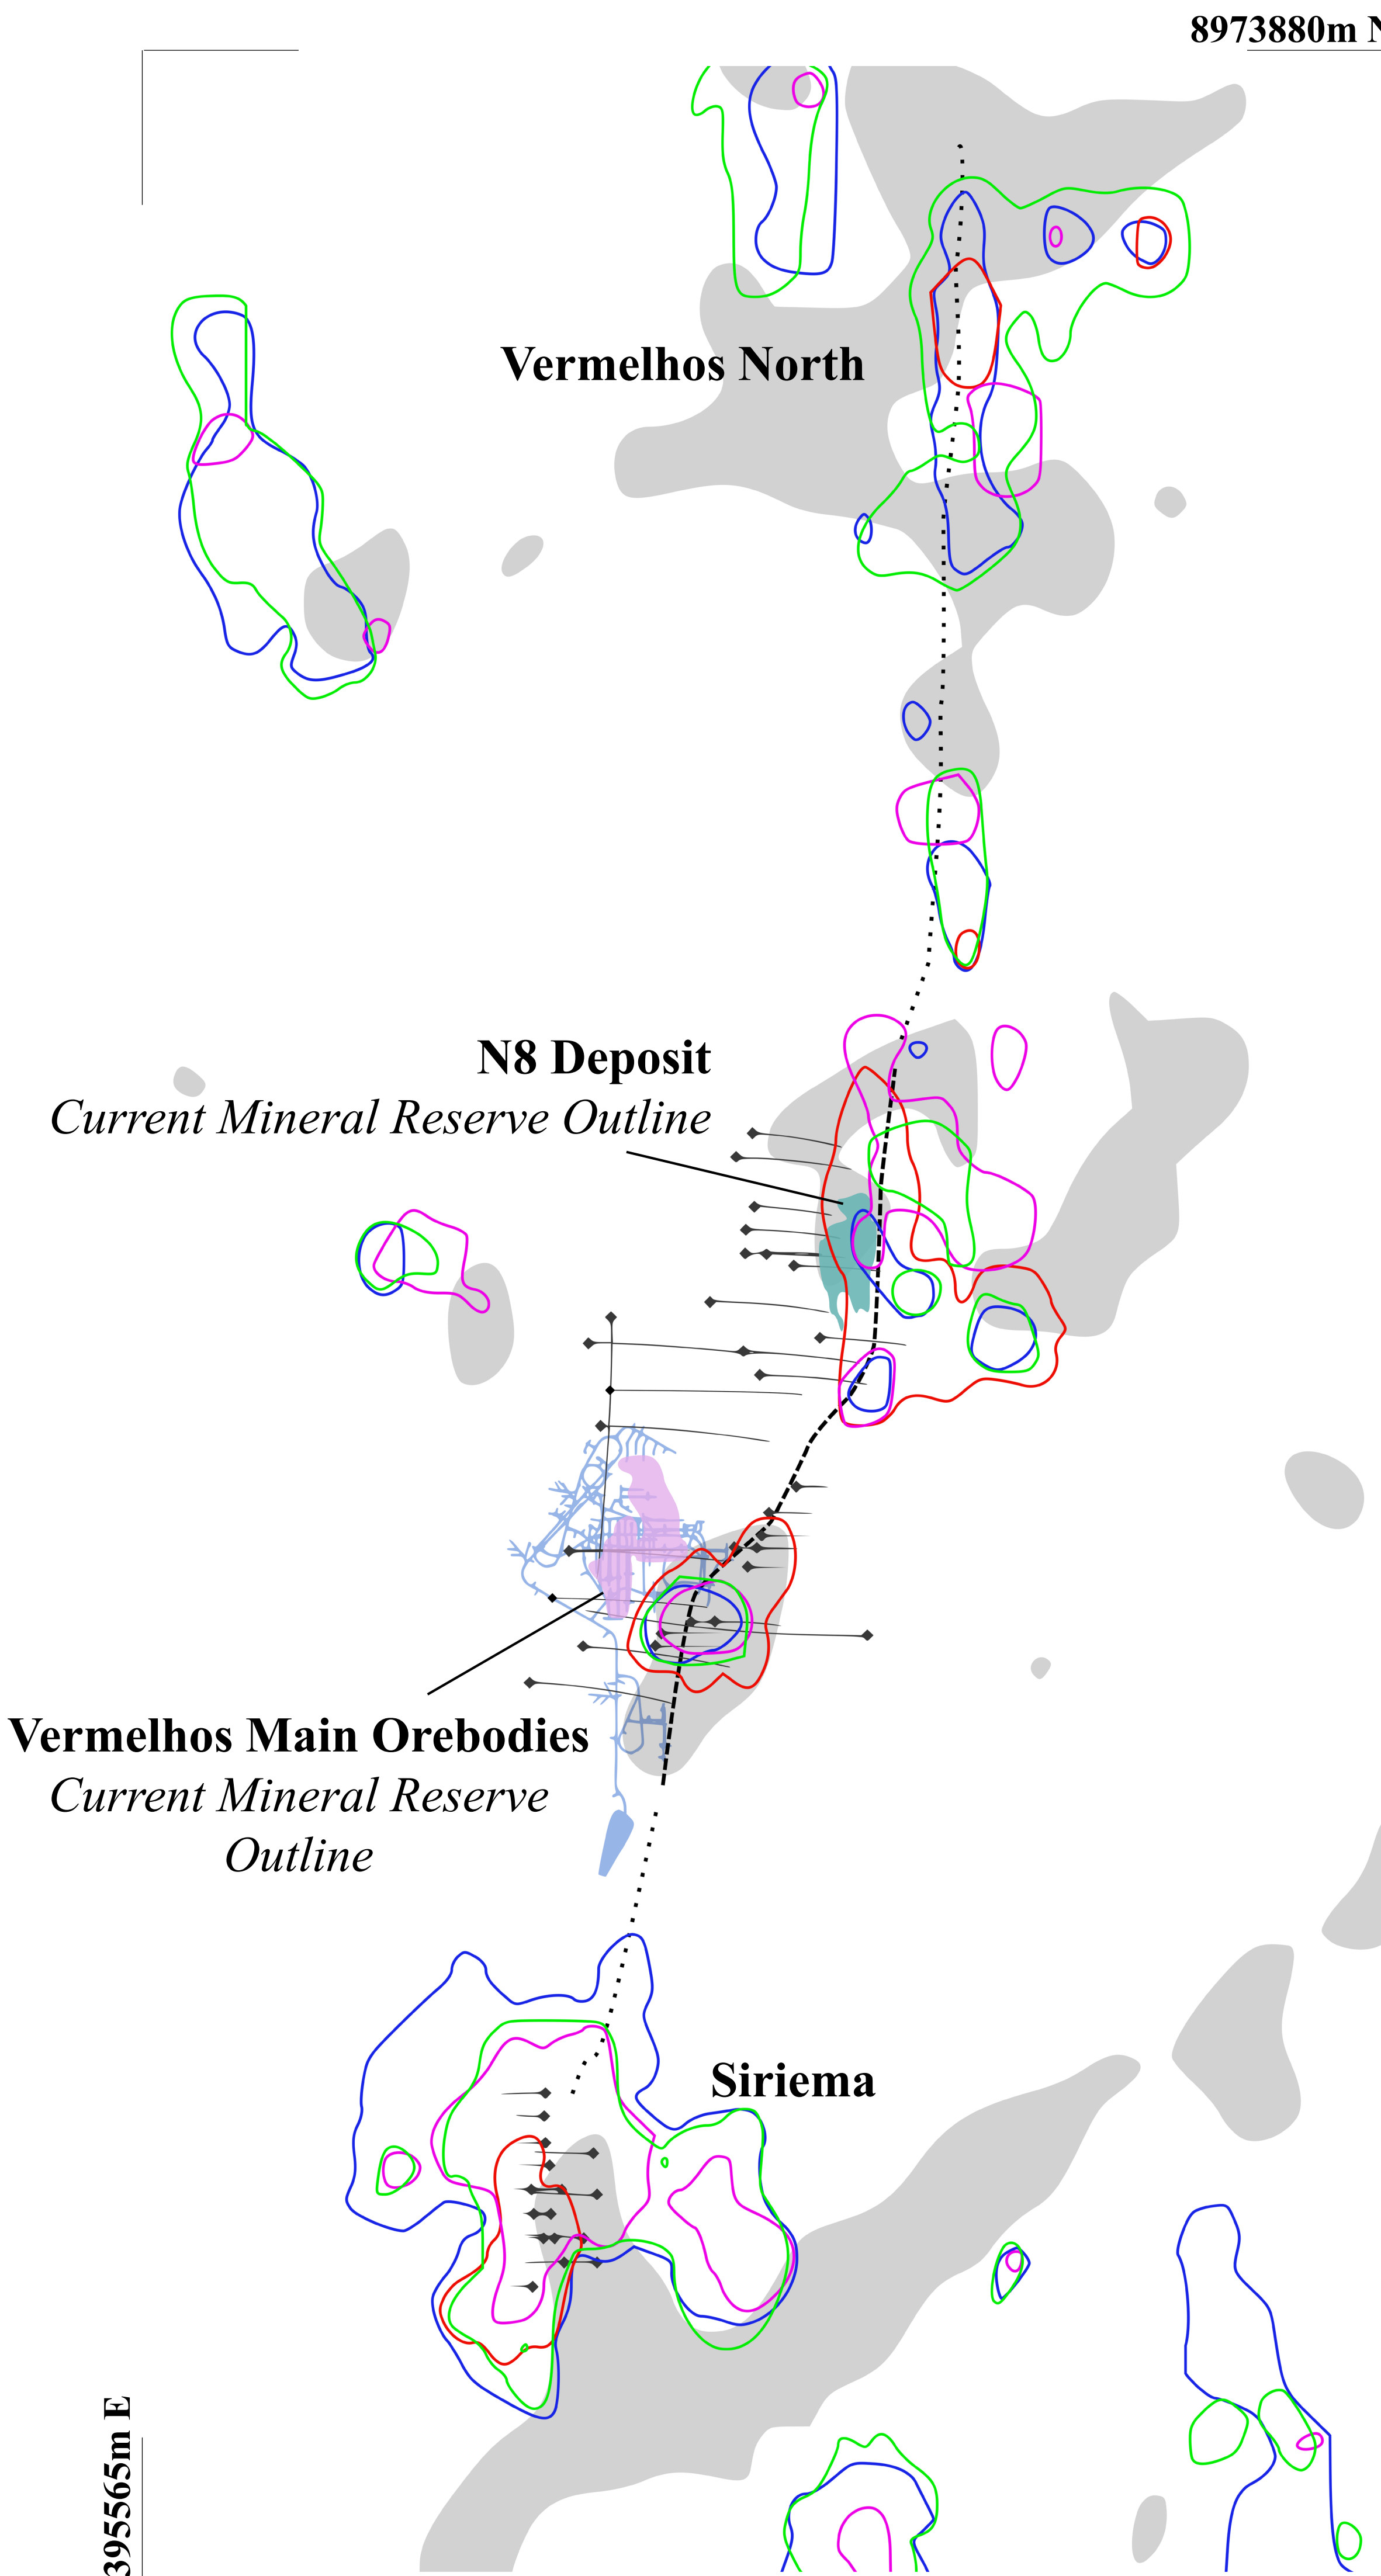 8973880m N
Vermelhos North
N8 Deposit
Current Mineral Reserve Outline
Vermelhos Main Orebodies
Current Mineral Reserve
Outline
Siriema
395565m E